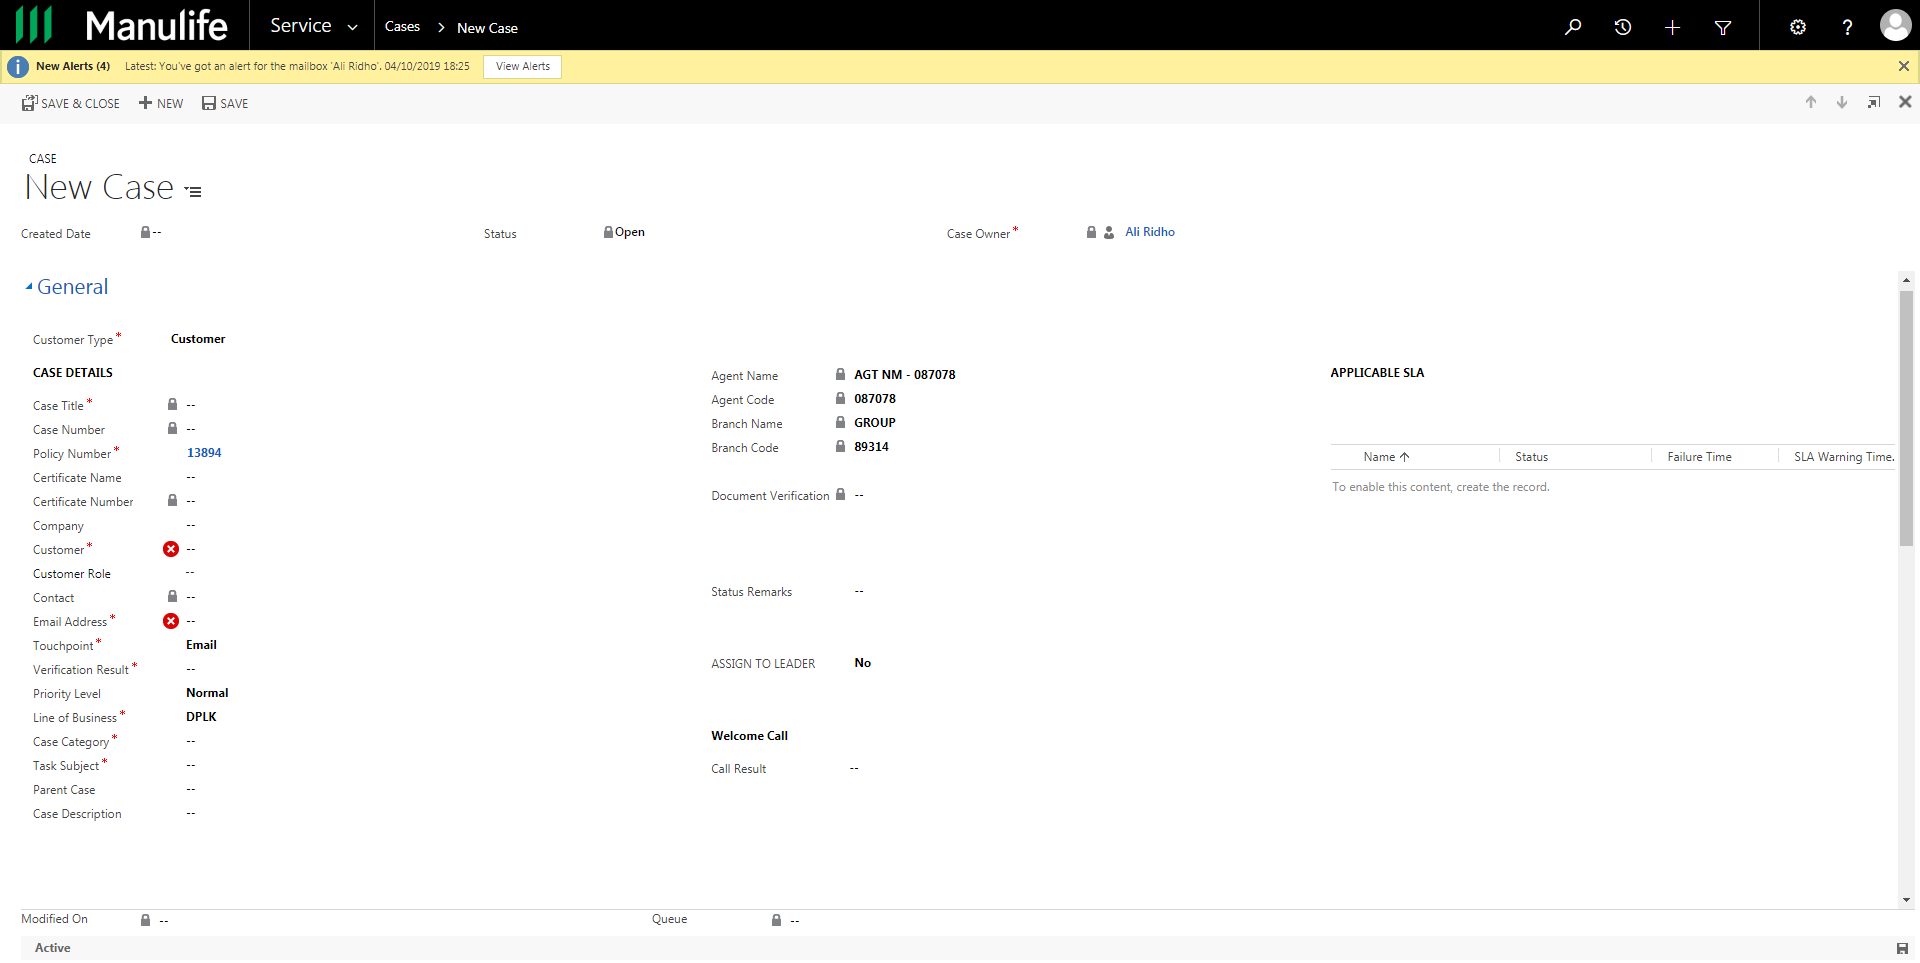 Manulife Service Cases > New Case
New Alerts (4) Latest: You've got an alert for the mailbox 'Ali Ridho'. 04/10/2019 18:25 View Alerts
SAVE & CLOSE NEW SAVE
CASE
New Case
Created Date -- Status Open Case Owner* Ali Ridho
General
Customer Type* Customer
CASE DETAILS
Case Title* --
Case Number --
Policy Number* 13894
Certificate Name --
Certificate Number --
Company --
Customer* --
Customer Role --
Contact --
Email Address* --
Touchpoint* Email
Verification Result* --
Priority Level Normal
Line of Business* DPLK
Case Category* --
Task Subject* --
Parent Case --
Case Description --
Agent Name AGT NM - 087078
Agent Code 087078
Branch Name GROUP
Branch Code 89314
Document Verification --
Status Remarks --
ASSIGN TO LEADER No
Welcome Call
Call Result --
APPLICABLE SLA
Name ↑ Status Failure Time SLA Warning Time.
To enable this content, create the record.
Modified On -- Queue --
Active